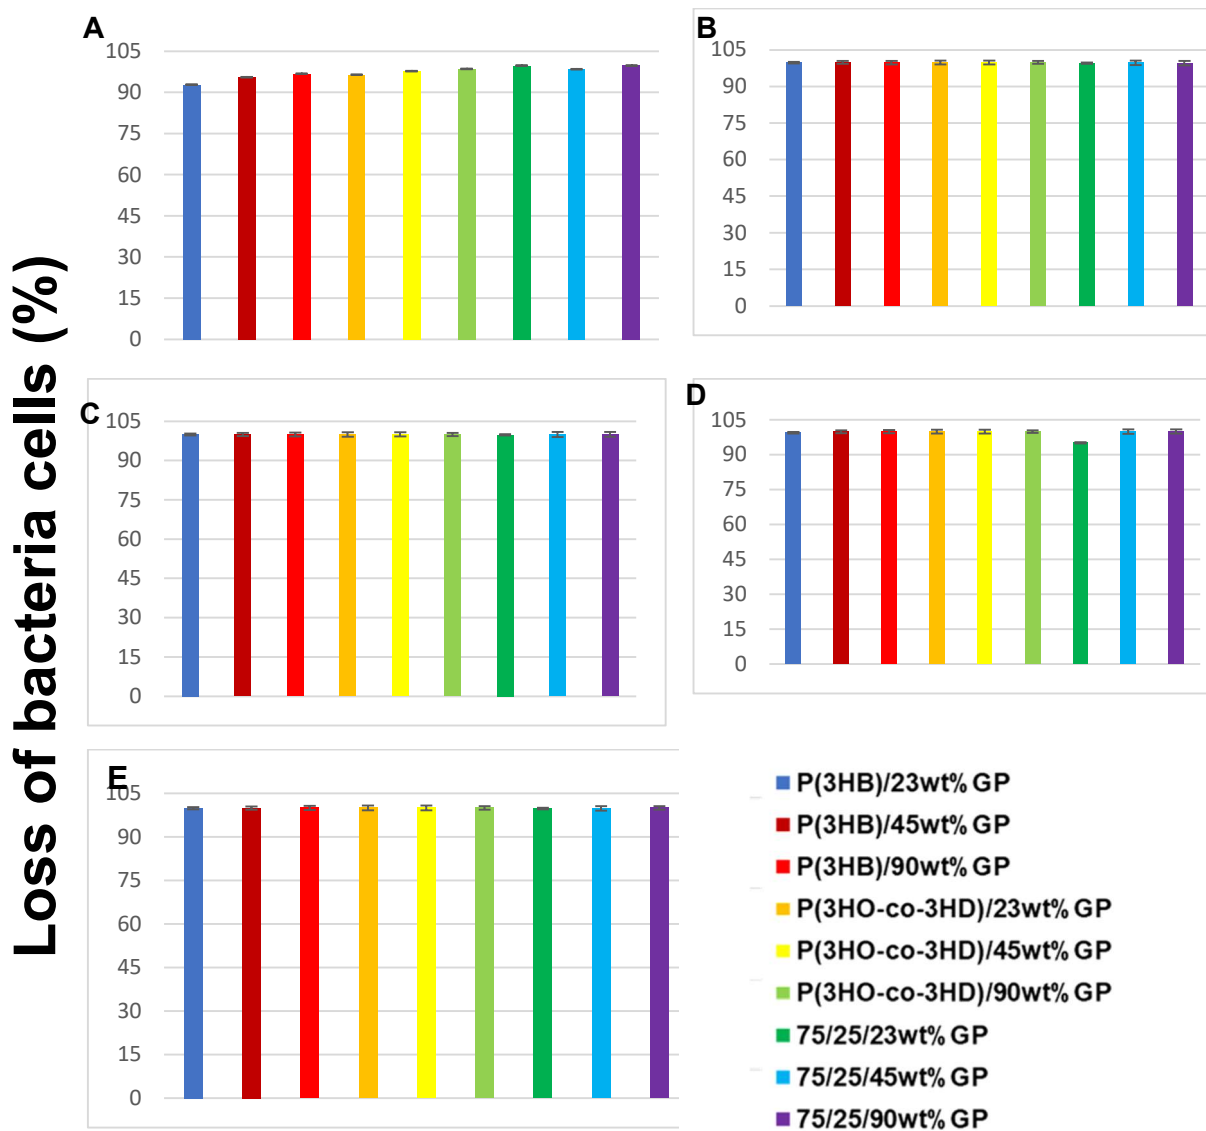 Loss of bacteria cells (%)
A
105
90
75
60
45
30
15
0
B
105
90
75
60
45
30
15
0
C
105
90
75
60
45
30
15
0
D
105
90
75
60
45
30
15
0
E
105
90
75
60
45
30
15
0
P(3HB)/23wt% GP
P(3HB)/45wt% GP
P(3HB)/90wt% GP
P(3HO-co-3HD)/23wt% GP
P(3HO-co-3HD)/45wt% GP
P(3HO-co-3HD)/90wt% GP
75/25/23wt% GP
75/25/45wt% GP
75/25/90wt% GP